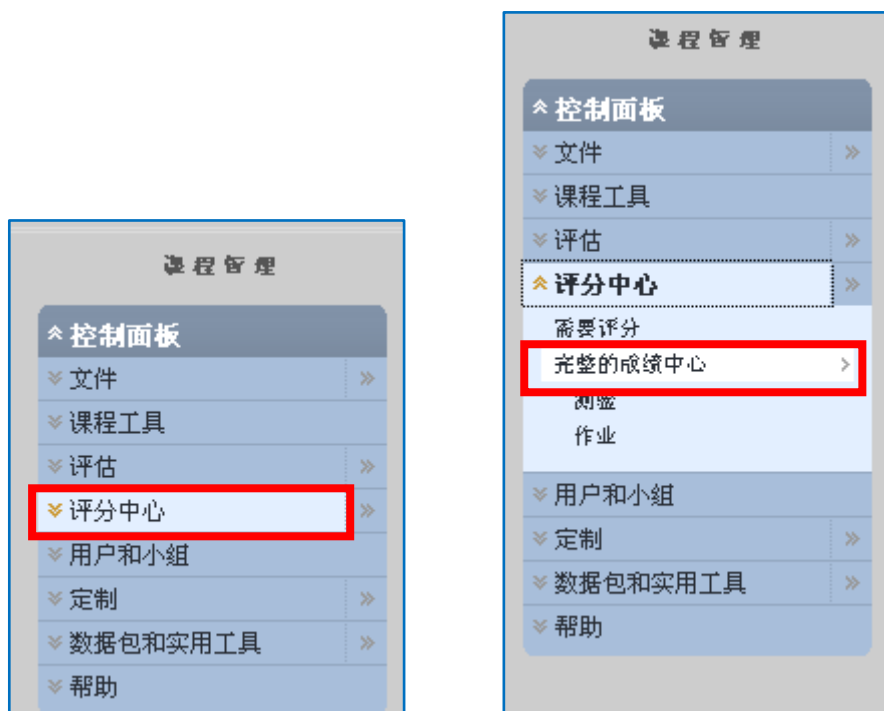 课程管理
控制面板
文件
课程工具
评估
评分中心
用户和小组
定制
数据包和实用工具
帮助
课程管理
控制面板
文件
课程工具
评估
评分中心
需要评分
完整的成绩中心
测验
作业
用户和小组
定制
数据包和实用工具
帮助